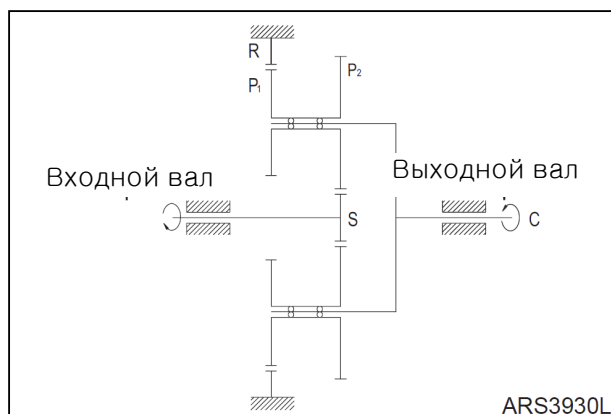 R
P₁
P₂
Входной вал
Выходной вал
S
C
ARS3930L